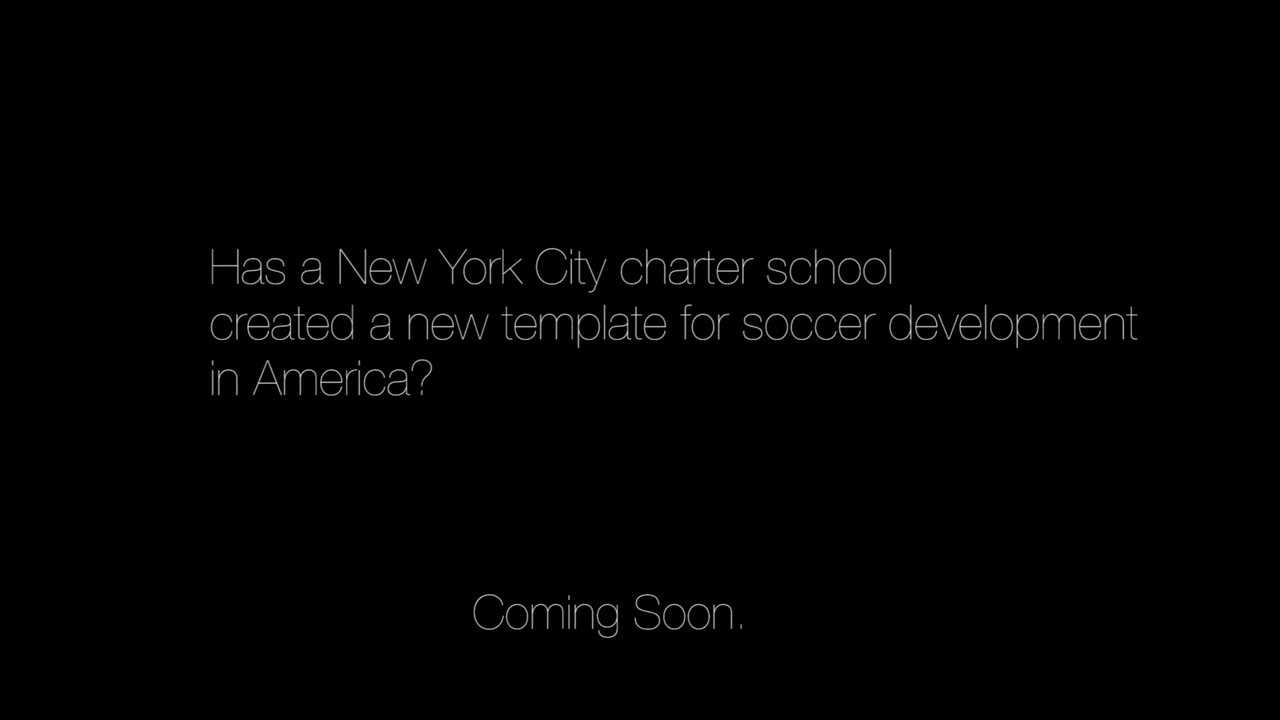 Has a New York City charter school
created a new template for soccer development
in America?
Coming Soon.